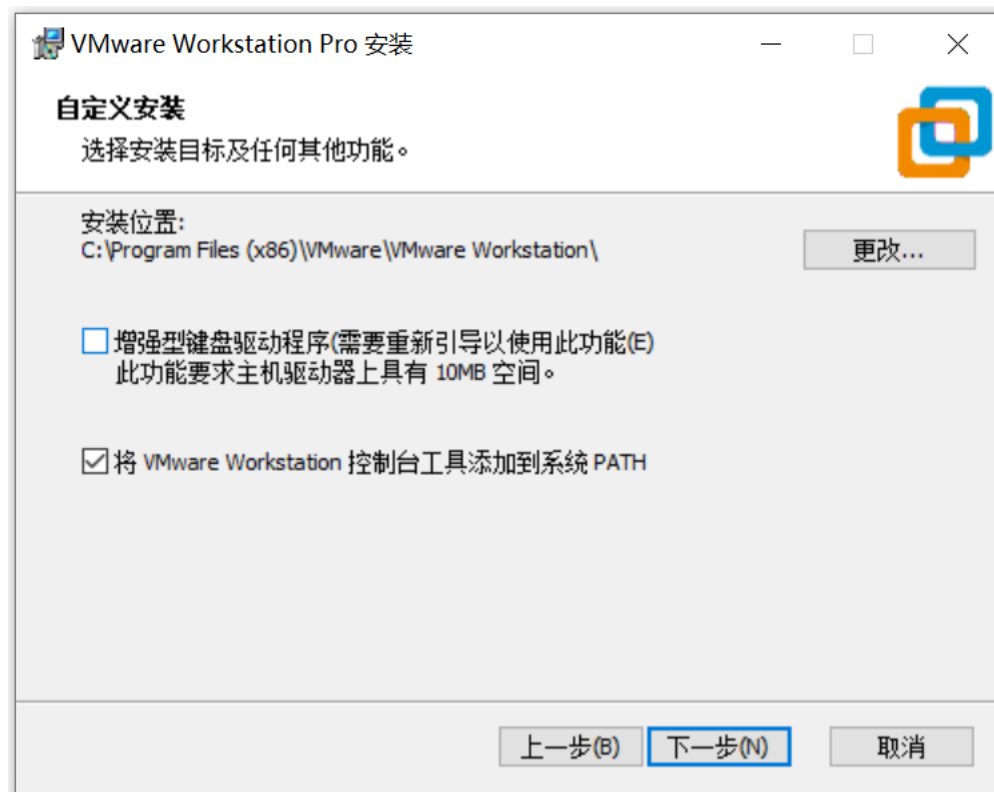 VMware Workstation Pro 安装
自定义安装
选择安装目标及任何其他功能。
安装位置:
C:\Program Files (x86)\VMware\VMware Workstation\
更改...
增强型键盘驱动程序(需要重新引导以使用此功能(E)
此功能要求主机驱动器上具有 10MB 空间。
将 VMware Workstation 控制台工具添加到系统 PATH
上一步(B)
下一步(N)
取消